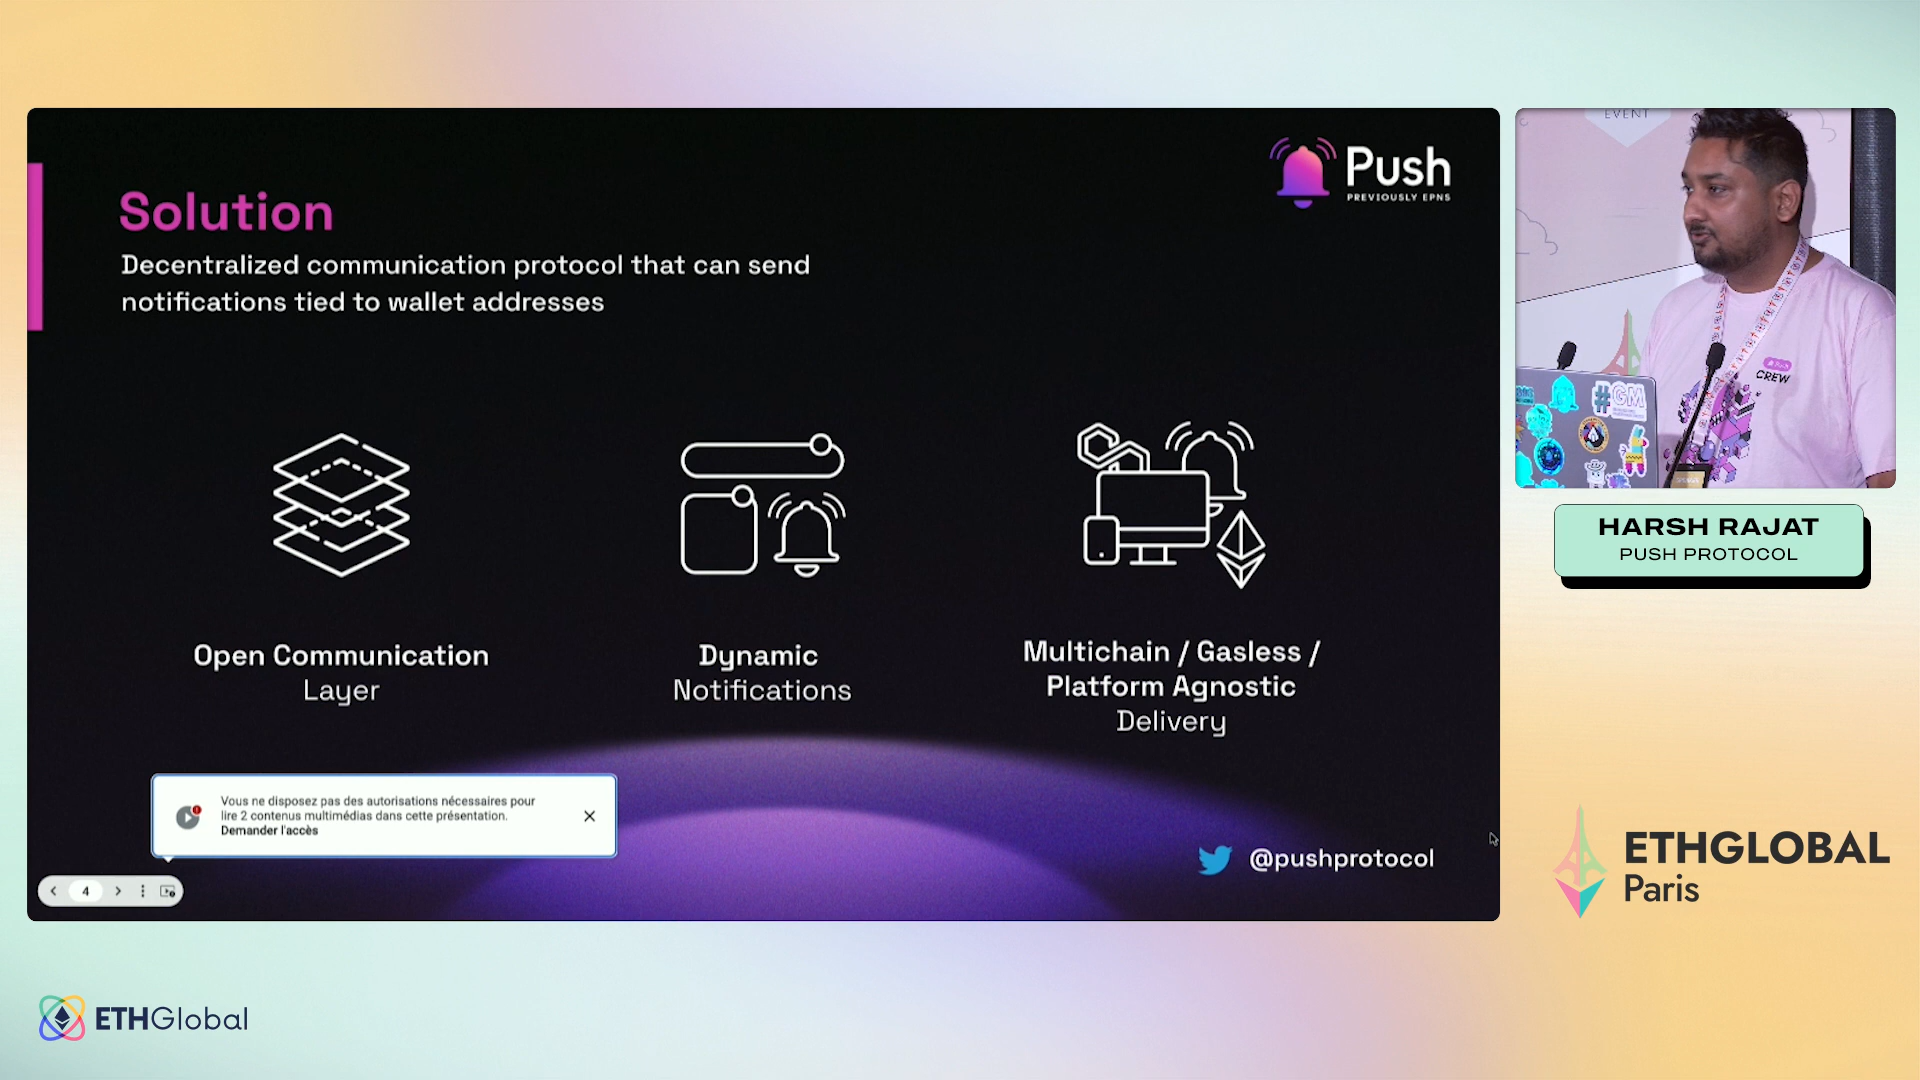 Push
PREVIOUSLY EPNS
Solution
Decentralized communication protocol that can send
notifications tied to wallet addresses
Open Communication
Layer
Dynamic
Notifications
Multichain / Gasless /
Platform Agnostic
Delivery
Vous ne disposez pas des autorisations nécessaires pour
lire 2 contenus multimédias dans cette présentation.
Demander l'accès
4
@pushprotocol
EVENT
Push
CREW
#GM
HARSH RAJAT
PUSH PROTOCOL
ETHGLOBAL
Paris
ETHGlobal